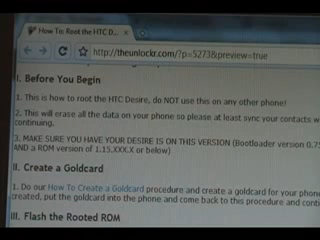 How To: Root the HTC D...
http://theunlockr.com/?p=5273&preview=true
I. Before You Begin
1. This is how to root the HTC Desire, do NOT use this on any other phone!
2. This will erase all the data on your phone so please at least sync your contacts w
continuing.
3. MAKE SURE YOU HAVE YOUR DESIRE IS ON THIS VERSION (Bootloader version 0.75
AND a ROM version of 1.15.XXX.X or below)
II. Create a Goldcard
1. Do our How To Create a Goldcard procedure and create a goldcard for your phone
created, put the goldcard into the phone and come back to this procedure and conti
III. Flash the Rooted ROM